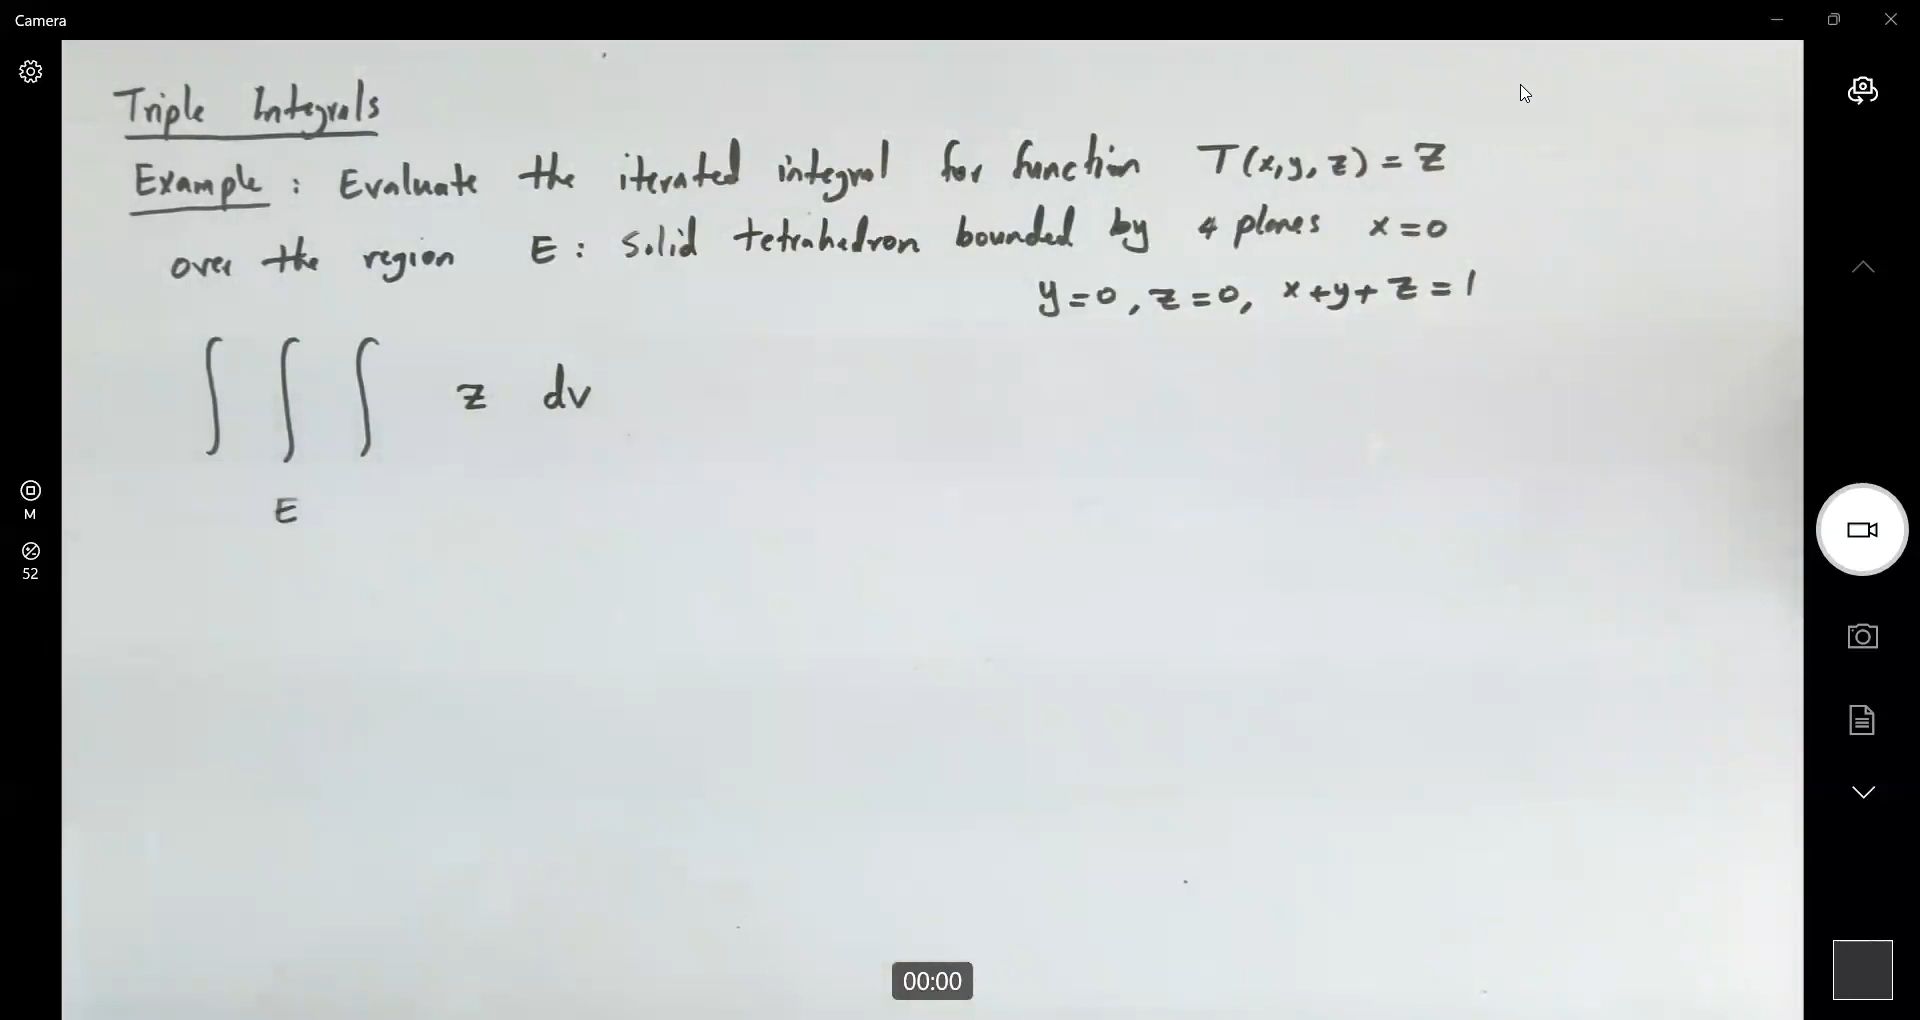 Camera
Triple Integrals
Example : Evaluate the iterated integral for function T(x,y,z) = z
over the region E : Solid tetrahedron bounded by 4 planes x=0
y=0, z=0, x+y+z=1
∫ ∫ ∫ z dv
E
M
52
00:00